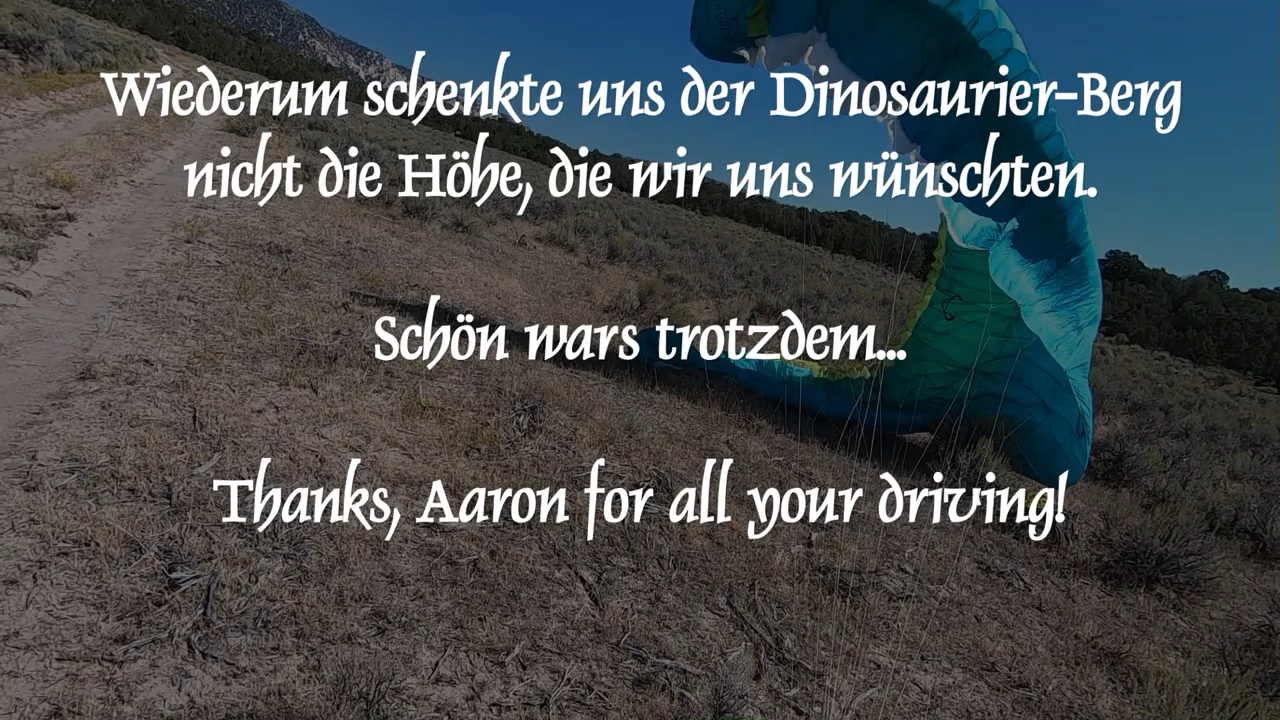 Wiederum schenkte uns der Dinosaurier-Berg
nicht die Höhe, die wir uns wünschten.
Schön wars trotzdem...
Thanks, Aaron for all your driving!